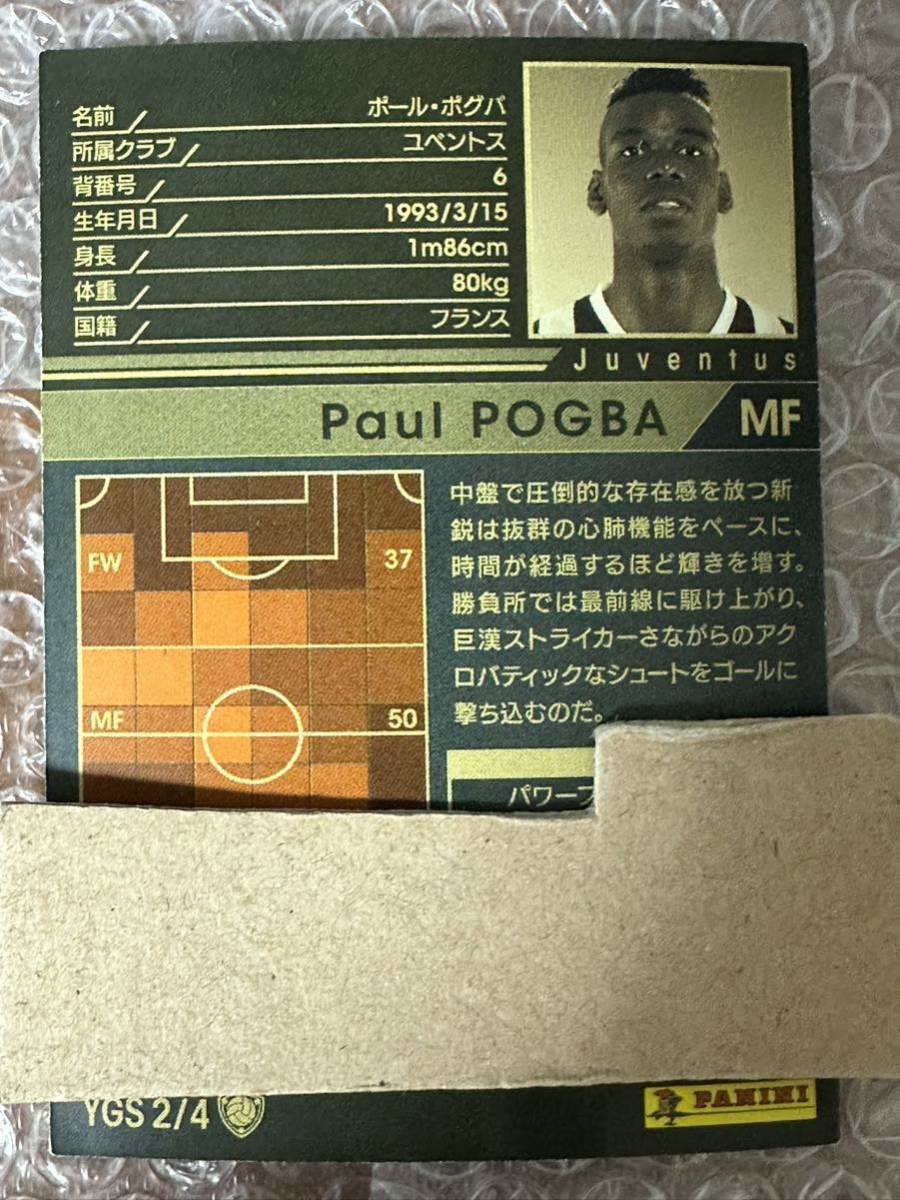 名前 ポール・ポグバ
所属クラブ ユベントス
背番号 6
生年月日 1993/3/15
身長 1m86cm
体重 80kg
国籍 フランス
Juventus
Paul POGBA MF
FW 37
MF 50
中盤で圧倒的な存在感を放つ新
鋭は抜群の心肺機能をベースに、
時間が経過するほど輝きを増す。
勝負所では最前線に駆け上がり、
巨漢ストライカーさながらのアク
ロバティックなシュートをゴールに
撃ち込むのだ。
パワープ
YGS 2/4
PANINI